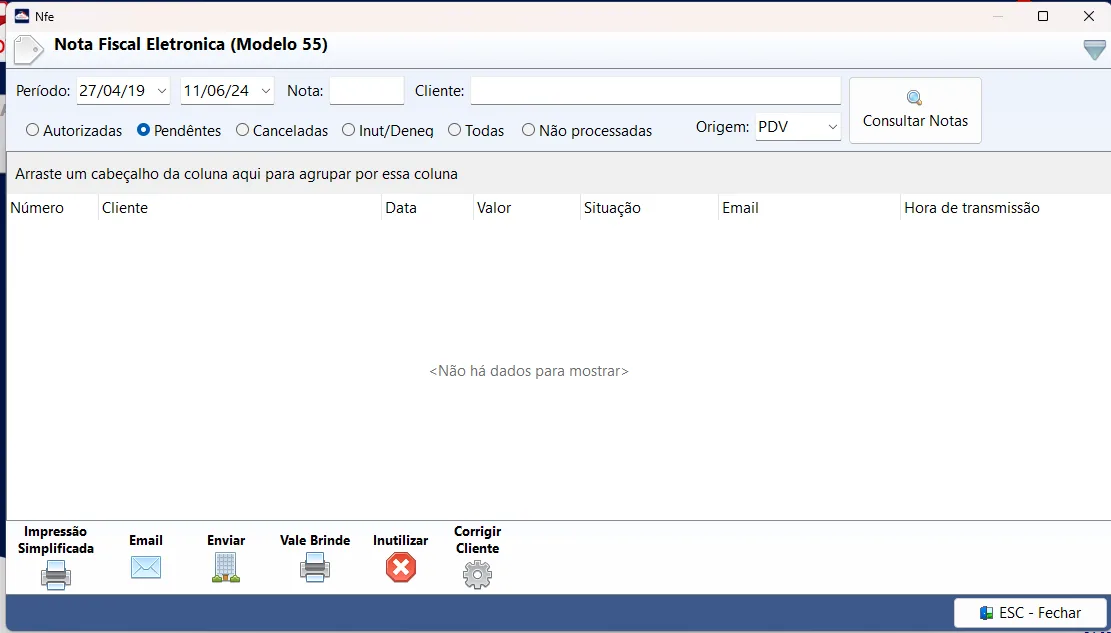 Nfe
Nota Fiscal Eletronica (Modelo 55)
Período: 27/04/19 11/06/24 Nota: Cliente:
Consultar Notas
Autorizadas Pendêntes Canceladas Inut/Deneg Todas Não processadas Origem: PDV
Arraste um cabeçalho da coluna aqui para agrupar por essa coluna
Número Cliente Data Valor Situação Email Hora de transmissão
<Não há dados para mostrar>
Impressão Simplificada
Email
Enviar
Vale Brinde
Inutilizar
Corrigir Cliente
ESC - Fechar